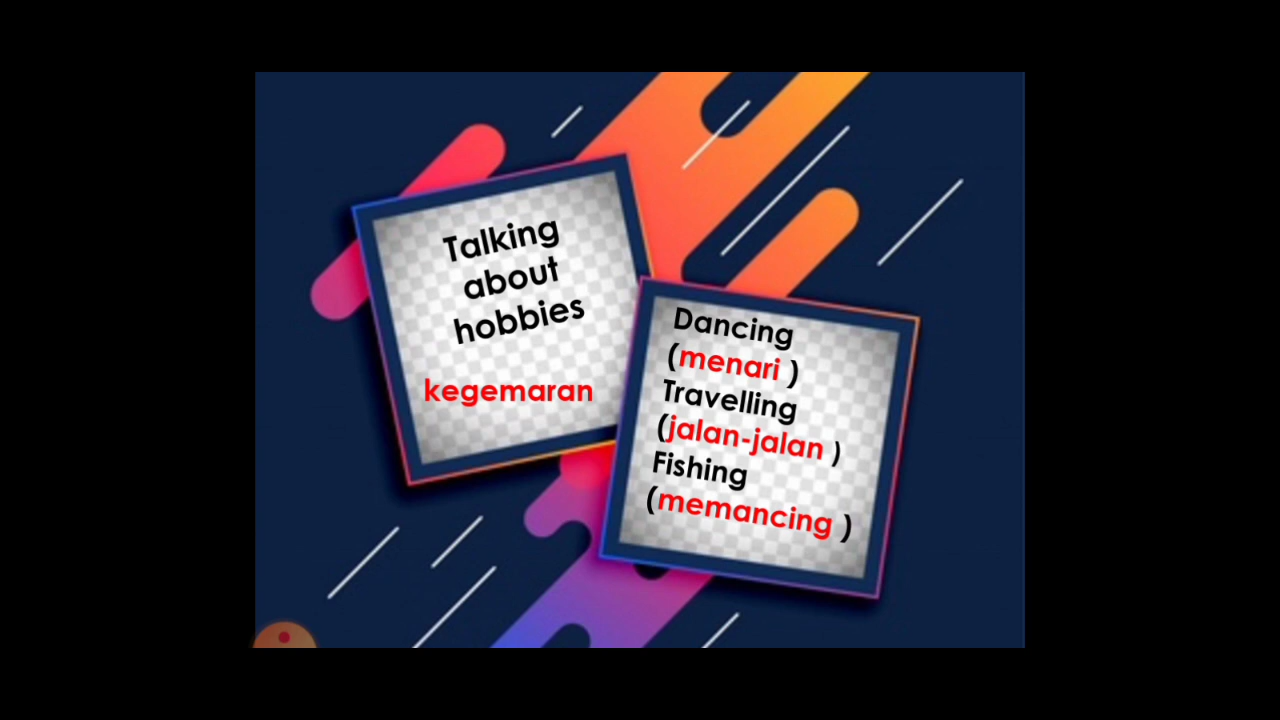 Talking
about
hobbies
kegemaran
Dancing
(menari )
Travelling
(jalan-jalan )
Fishing
(memancing )